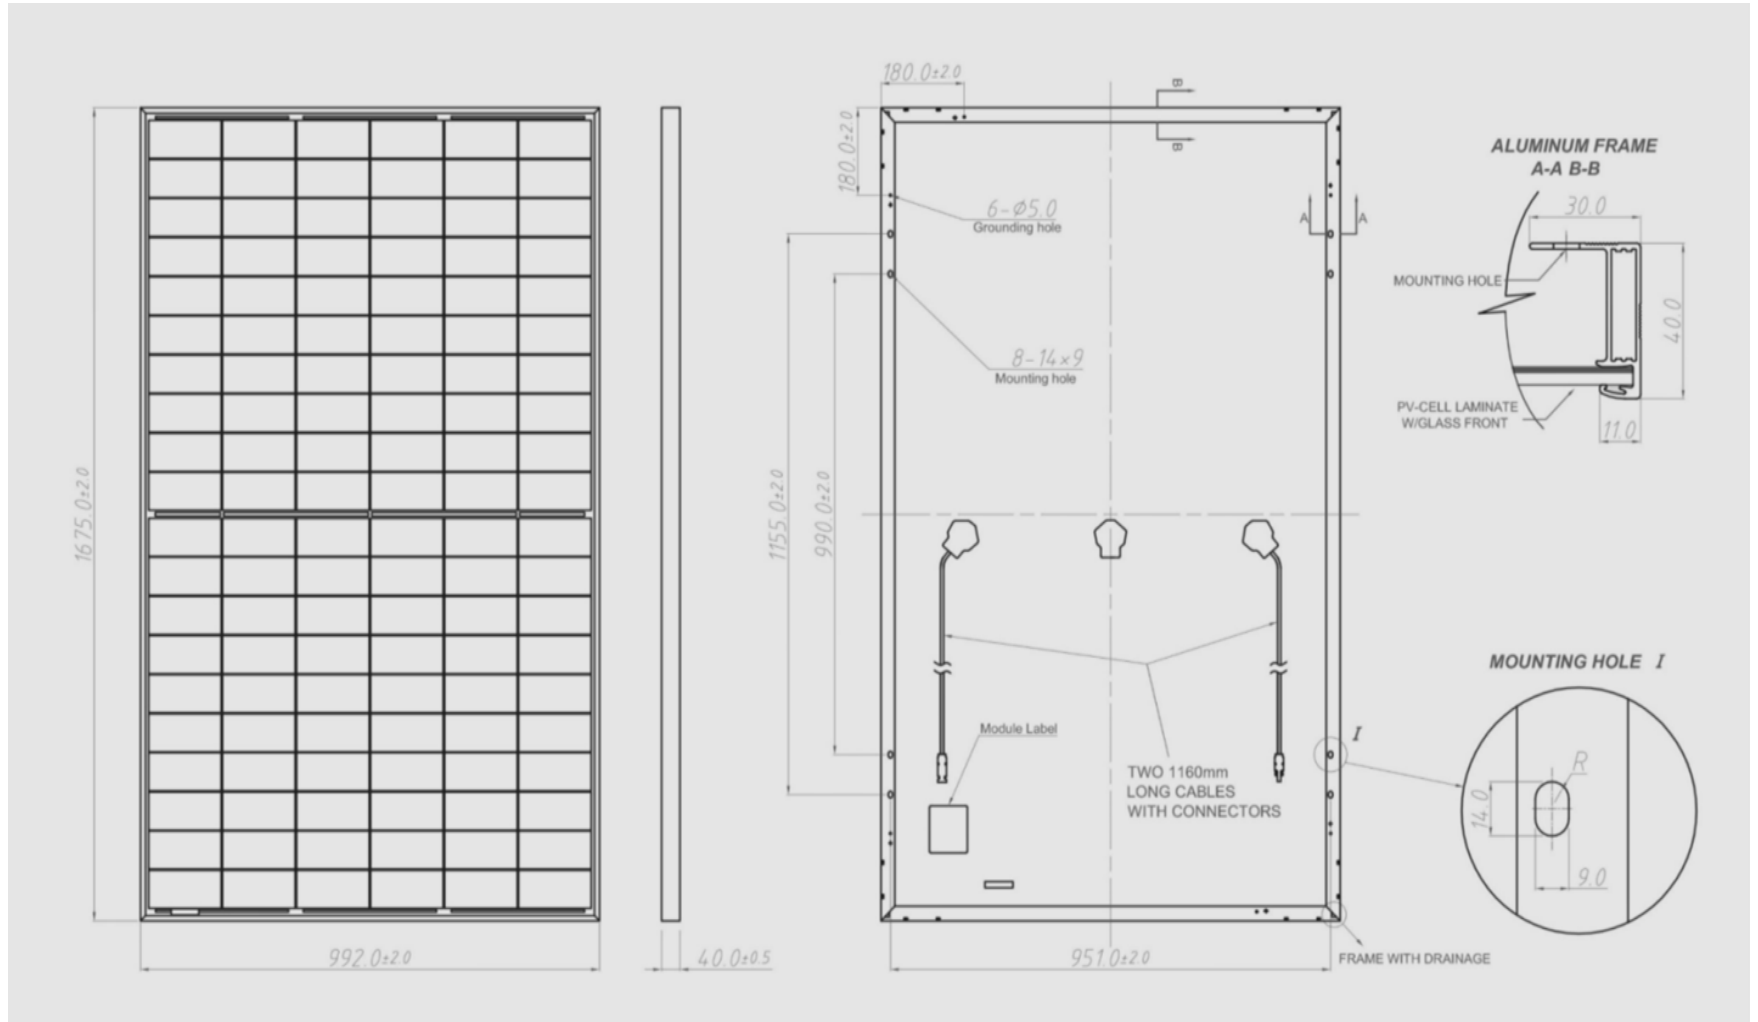 1675.0±2.0
992.0±2.0
40.0±0.5
180.0±2.0
180.0±2.0
B
B
6-Ø5.0
Grounding hole
A
A
8-14×9
Mounting hole
1155.0±2.0
990.0±2.0
Module Label
TWO 1160mm
LONG CABLES
WITH CONNECTORS
I
951.0±2.0
FRAME WITH DRAINAGE
ALUMINUM FRAME
A-A B-B
30.0
MOUNTING HOLE
40.0
PV-CELL LAMINATE
W/GLASS FRONT
11.0
MOUNTING HOLE I
R
14.0
9.0